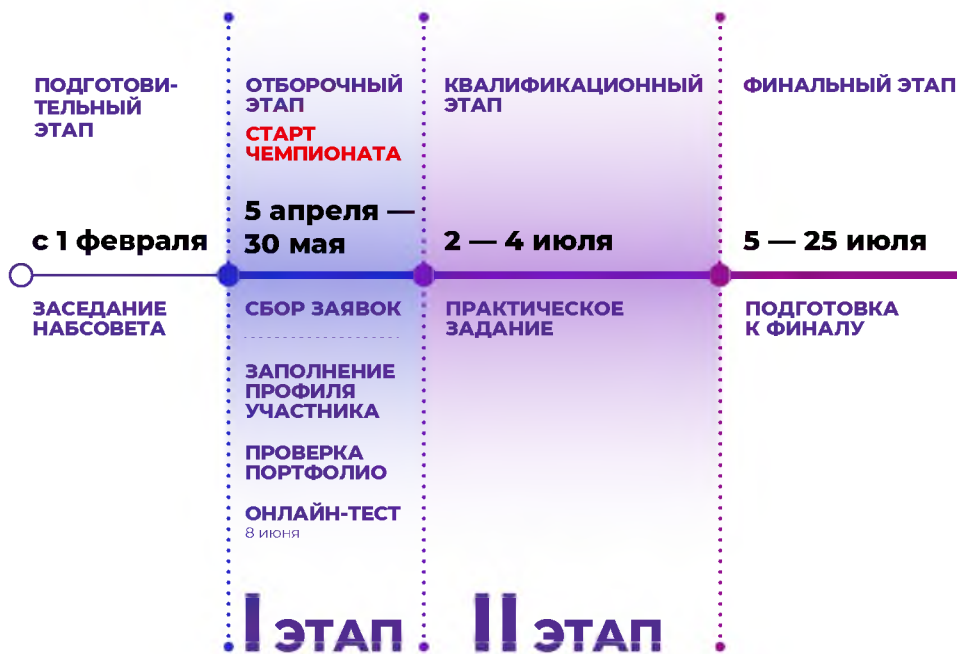 ПОДГОТОВИ-
ТЕЛЬНЫЙ
ЭТАП
с 1 февраля
ЗАСЕДАНИЕ
НАБСОВЕТА
ОТБОРОЧНЫЙ
ЭТАП
СТАРТ
ЧЕМПИОНАТА
5 апреля —
30 мая
СБОР ЗАЯВОК
ЗАПОЛНЕНИЕ
ПРОФИЛЯ
УЧАСТНИКА
ПРОВЕРКА
ПОРТФОЛИО
ОНЛАЙН-ТЕСТ
8 июня
I ЭТАП
КВАЛИФИКАЦИОННЫЙ
ЭТАП
2 — 4 июля
ПРАКТИЧЕСКОЕ
ЗАДАНИЕ
II ЭТАП
ФИНАЛЬНЫЙ ЭТАП
5 — 25 июля
ПОДГОТОВКА
К ФИНАЛУ